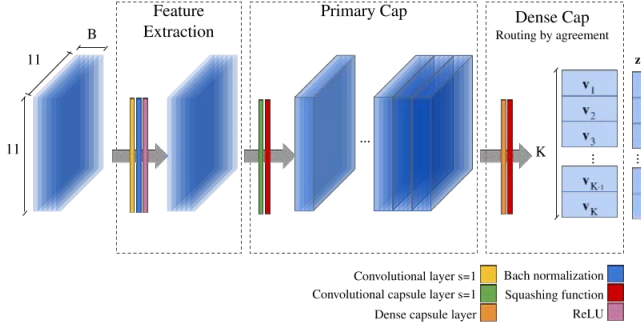 Feature
Extraction
Primary Cap
Dense Cap
Routing by agreement
B
11
11
...
K
v1
v2
v3
...
vK-1
vK
z
Convolutional layer s=1
Bach normalization
Convolutional capsule layer s=1
Squashing function
Dense capsule layer
ReLU